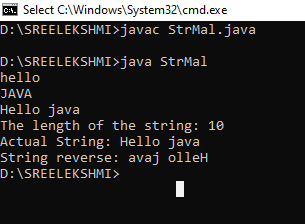 Select C:\Windows\System32\cmd.exe
D:\SREELEKSHMI>javac StrMal.java
D:\SREELEKSHMI>java StrMal
hello
JAVA
Hello java
The length of the string: 10
Actual String: Hello java
String reverse: avaj olleH
D:\SREELEKSHMI>